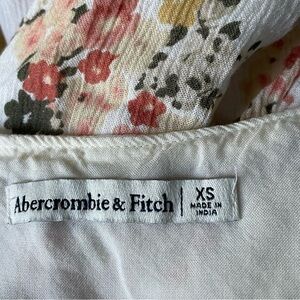 Abercrombie & Fitch
XS
MADE IN
INDIA